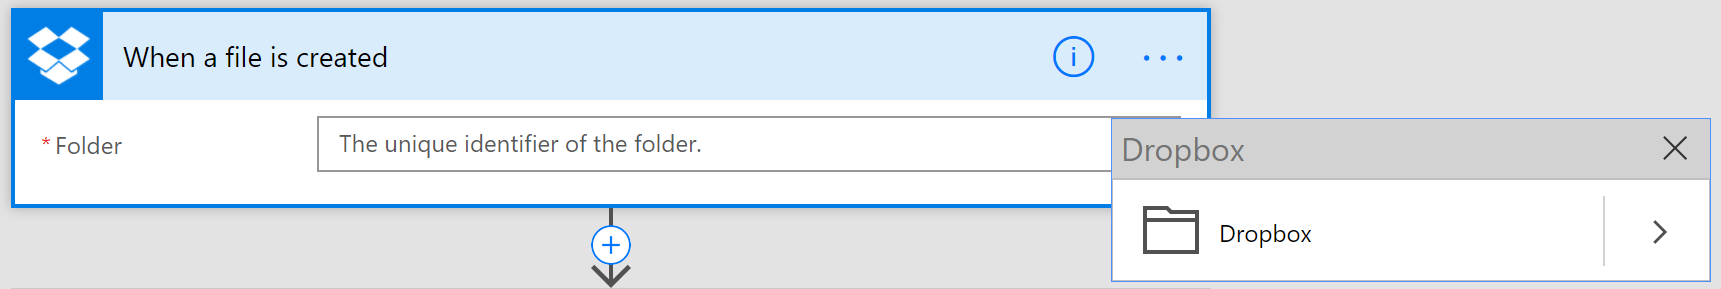 When a file is created
* Folder
The unique identifier of the folder.
Dropbox
Dropbox